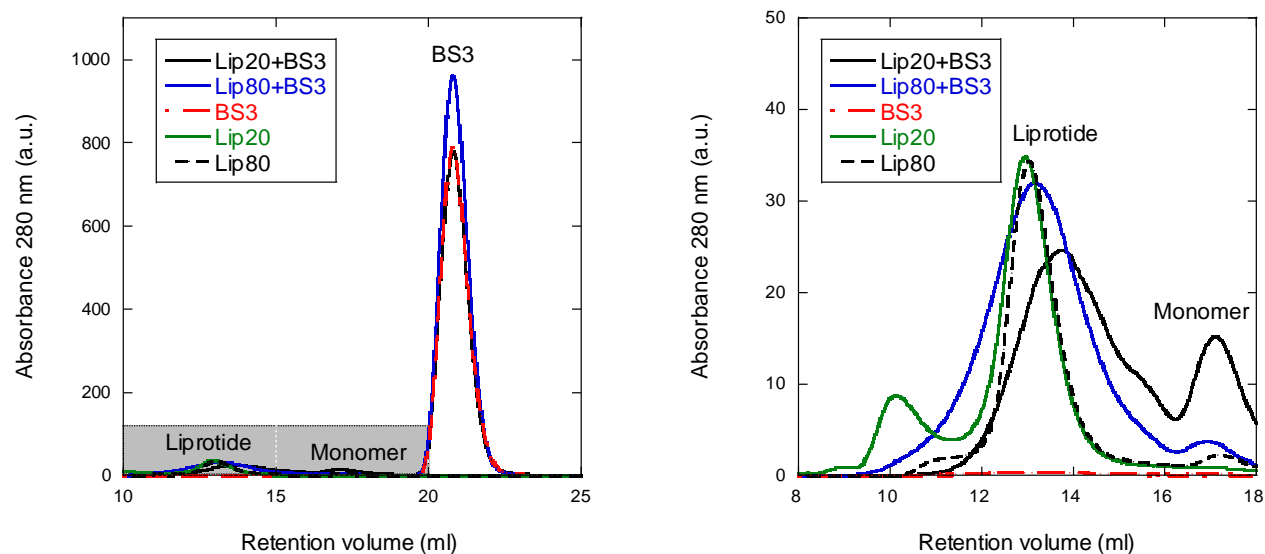 1000
800
600
400
200
0
Absorbance 280 nm (a.u.)
Lip20+BS3
Lip80+BS3
BS3
Lip20
Lip80
BS3
Liprotide
Monomer
10
15
20
25
Retention volume (ml)
50
40
30
20
10
0
Absorbance 280 nm (a.u.)
Lip20+BS3
Lip80+BS3
BS3
Lip20
Lip80
Liprotide
Monomer
8
10
12
14
16
18
Retention volume (ml)